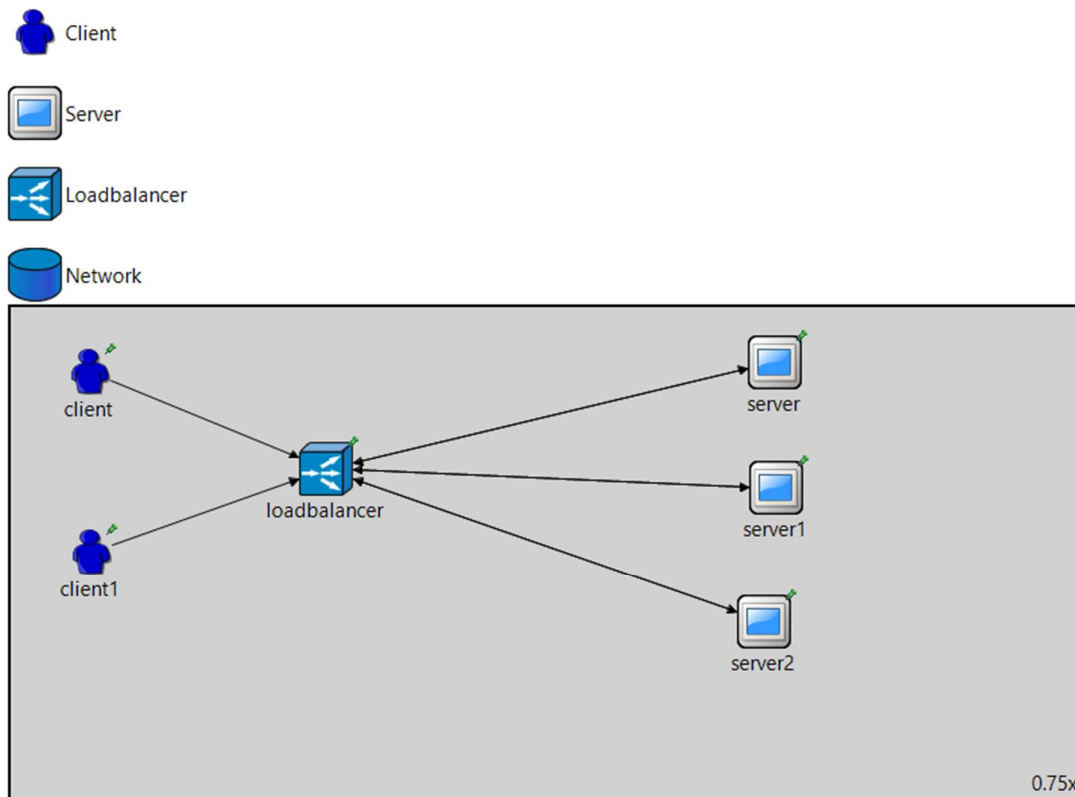 Client
Server
Loadbalancer
Network
client
server
loadbalancer
server1
client1
server2
0.75x